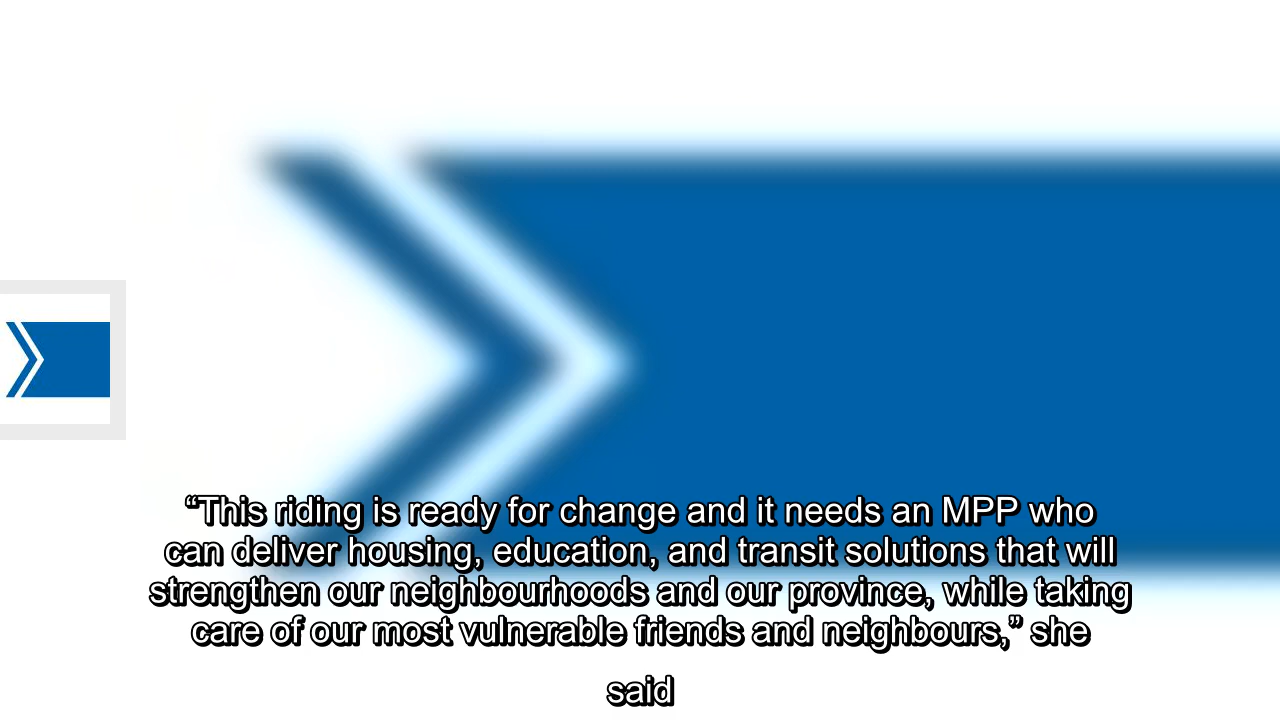 “This riding is ready for change and it needs an MPP who
can deliver housing, education, and transit solutions that will
strengthen our neighbourhoods and our province, while taking
care of our most vulnerable friends and neighbours,” she
said